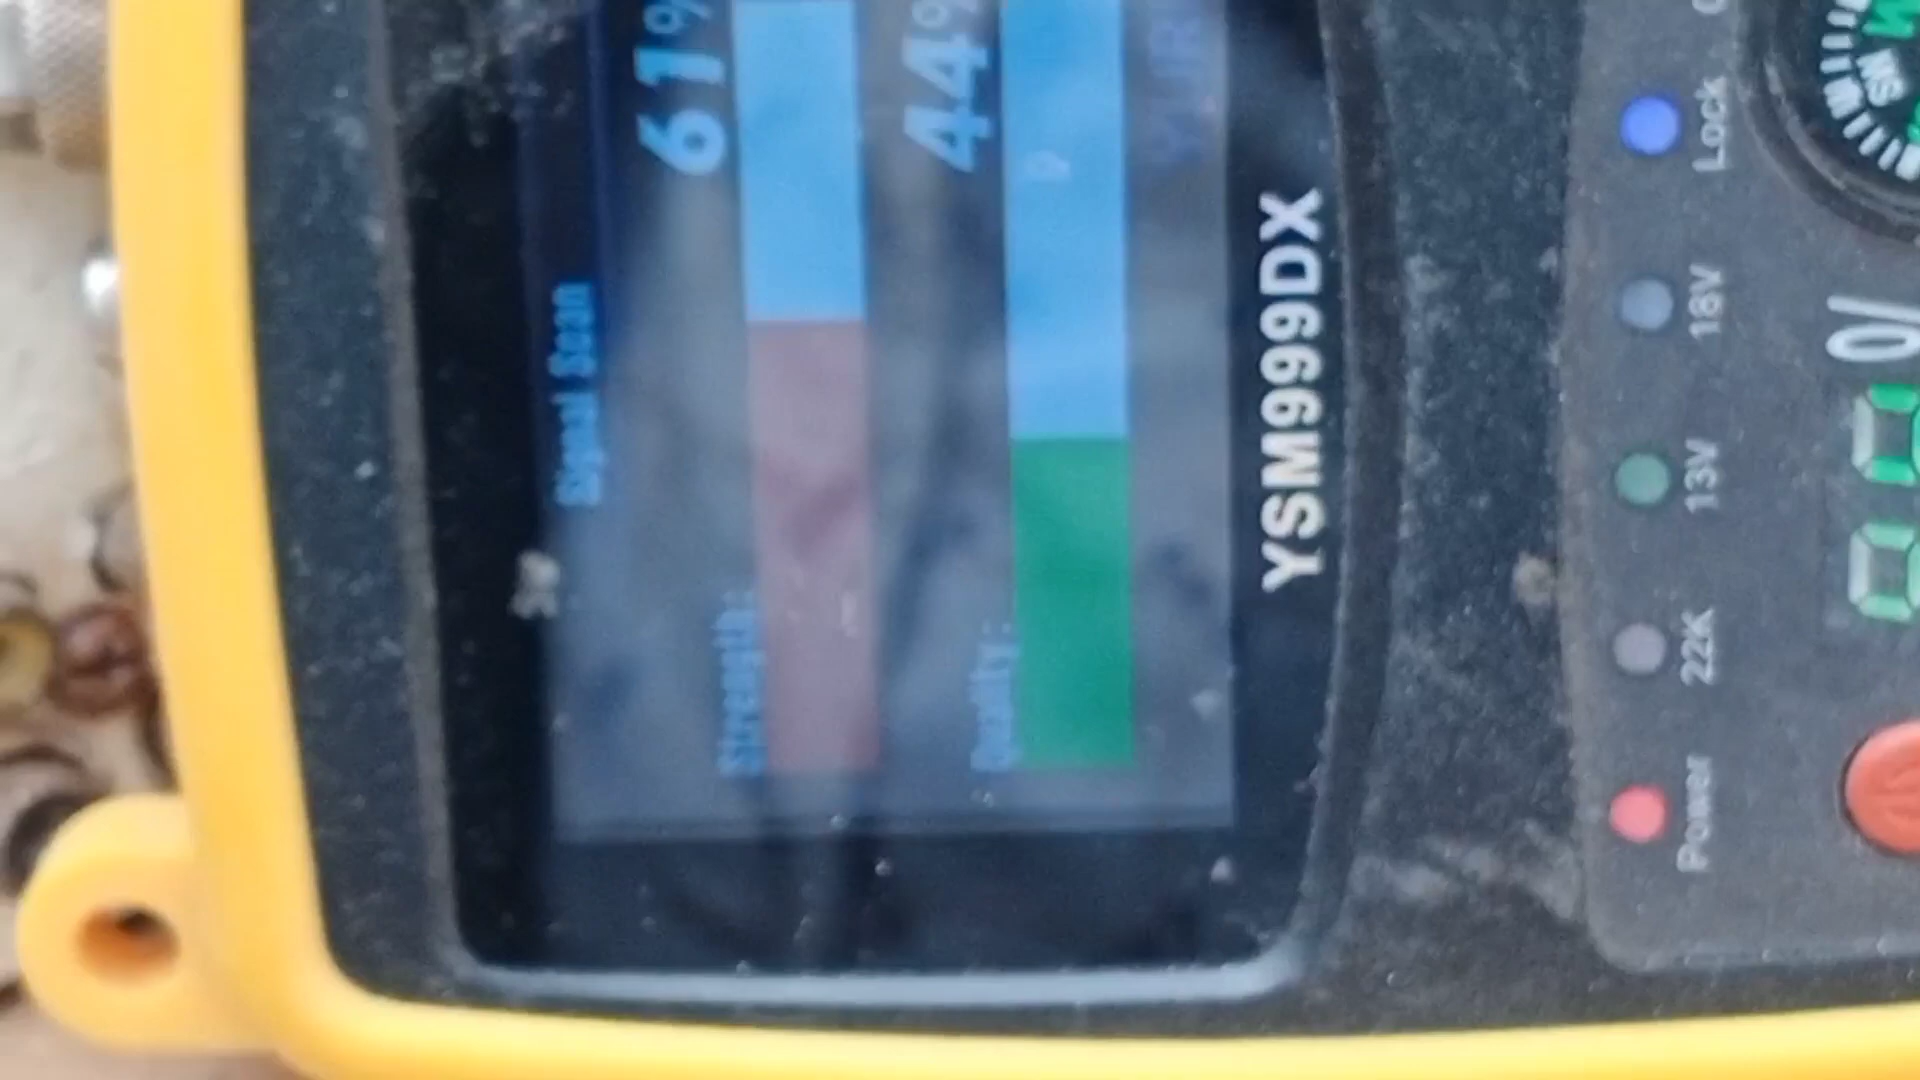 Signal Scan
61%
Strength:
44%
Quality:
YSM999DX
Lock
18V
13V
22K
Power